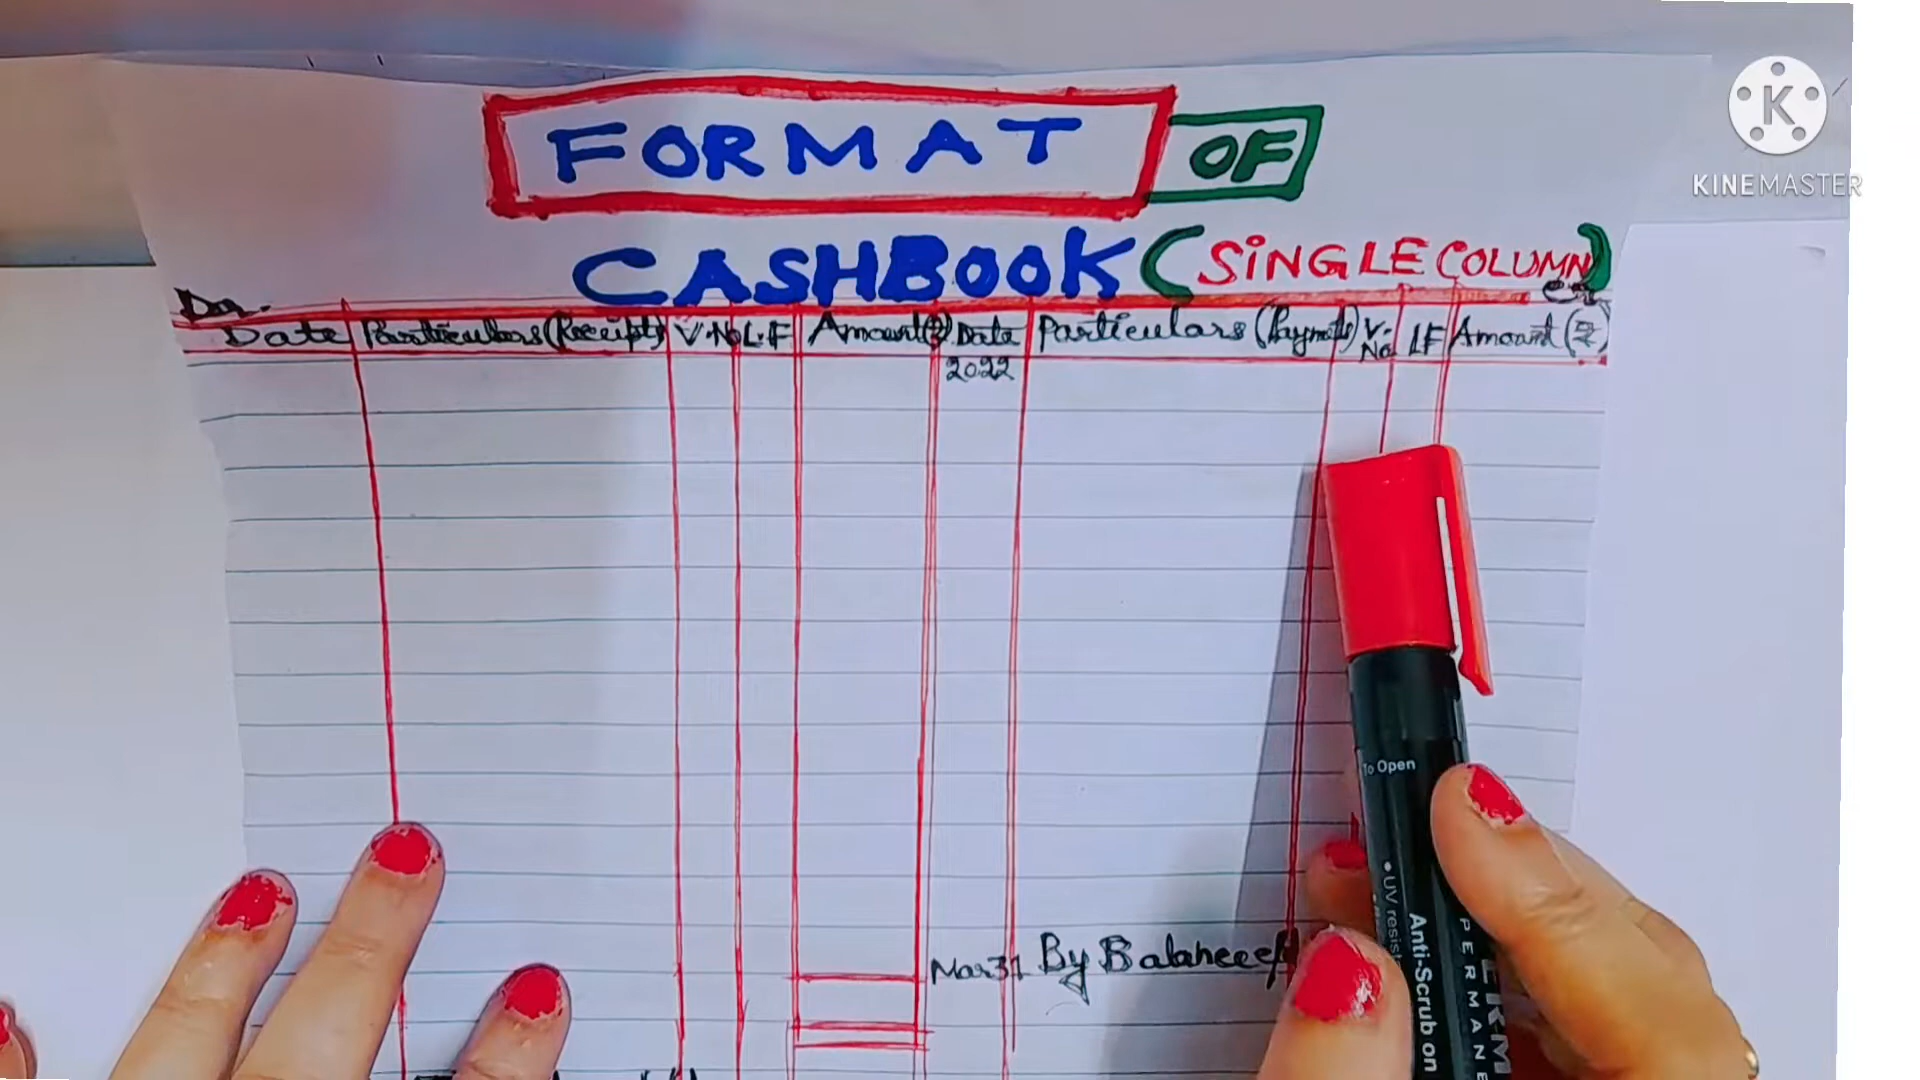 FORMAT OF
CASHBOOK (SINGLE COLUMN)
Dr. Cr.
Date Particulars (Receipts) V.No L.F Amount (₹) Date Particulars (Payments) V.No LF Amount (₹)
2022
Mar 31 By Balance c/
KINEMASTER
To Open
UV resist
Anti-Scrub on
PERMANE